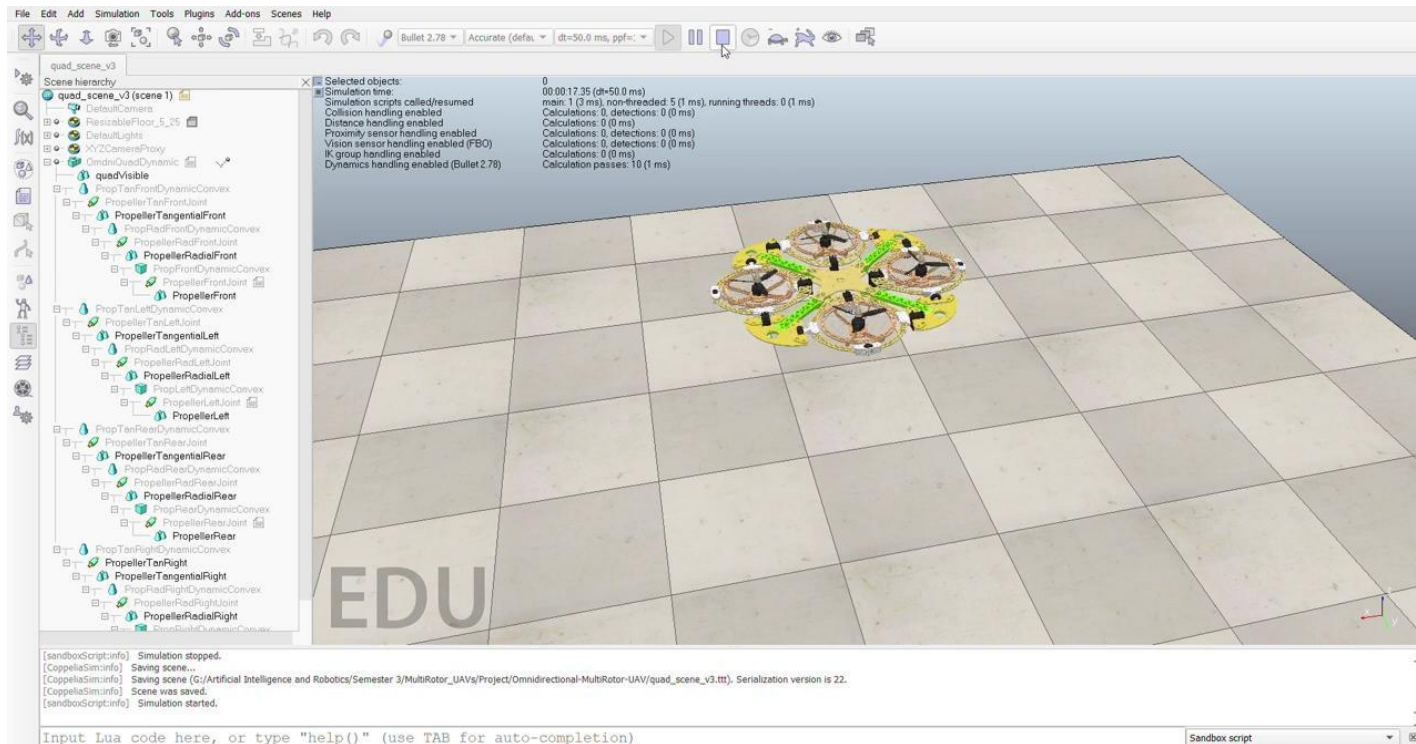 File Edit Add Simulation Tools Plugins Add-ons Scenes Help
Bullet 2.78 Accurate (defau dt=50.0 ms, ppf=:
quad_scene_v3
Scene hierarchy
quad_scene_v3 (scene 1)
DefaultCamera
ResizableFloor_5_25
DefaultLights
XYZCameraProxy
OmdniQuadDynamic
quadVisible
PropTanFrontDynamicConvex
PropellerTanFrontJoint
PropellerTangentialFront
PropRadFrontDynamicConvex
PropellerRadFrontJoint
PropellerRadialFront
PropFrontDynamicConvex
PropellerFrontJoint
PropellerFront
PropTanLeftDynamicConvex
PropellerTanLeftJoint
PropellerTangentialLeft
PropRadLeftDynamicConvex
PropellerRadLeftJoint
PropellerRadialLeft
PropLeftDynamicConvex
PropellerLeftJoint
PropellerLeft
PropTanRearDynamicConvex
PropellerTanRearJoint
PropellerTangentialRear
PropRadRearDynamicConvex
PropellerRadRearJoint
PropellerRadialRear
PropRearDynamicConvex
PropellerRearJoint
PropellerRear
PropTanRightDynamicConvex
PropellerTanRight
PropellerTangentialRight
PropRadRightDynamicConvex
PropellerRadRightJoint
PropellerRadialRight
PropRightDynamicConvex
Selected objects: 0
Simulation time: 00:00:17.35 (dt=50.0 ms)
Simulation scripts called/resumed main: 1 (3 ms), non-threaded: 5 (1 ms), running threads: 0 (1 ms)
Collision handling enabled Calculations: 0, detections: 0 (0 ms)
Distance handling enabled Calculations: 0 (0 ms)
Proximity sensor handling enabled Calculations: 0, detections: 0 (0 ms)
Vision sensor handling enabled (FBO) Calculations: 0, detections: 0 (0 ms)
IK group handling enabled Calculations: 0 (0 ms)
Dynamics handling enabled (Bullet 2.78) Calculation passes: 10 (1 ms)
EDU
[sandboxScript:info] Simulation stopped.
[CoppeliaSim:info] Saving scene...
[CoppeliaSim:info] Saving scene (G:/Artificial Intelligence and Robotics/Semester 3/MultiRotor_UAVs/Project/Omnidirectional-MultiRotor-UAV/quad_scene_v3.ttt). Serialization version is 22.
[CoppeliaSim:info] Scene was saved.
[sandboxScript:info] Simulation started.
Input Lua code here, or type "help()" (use TAB for auto-completion)
Sandbox script